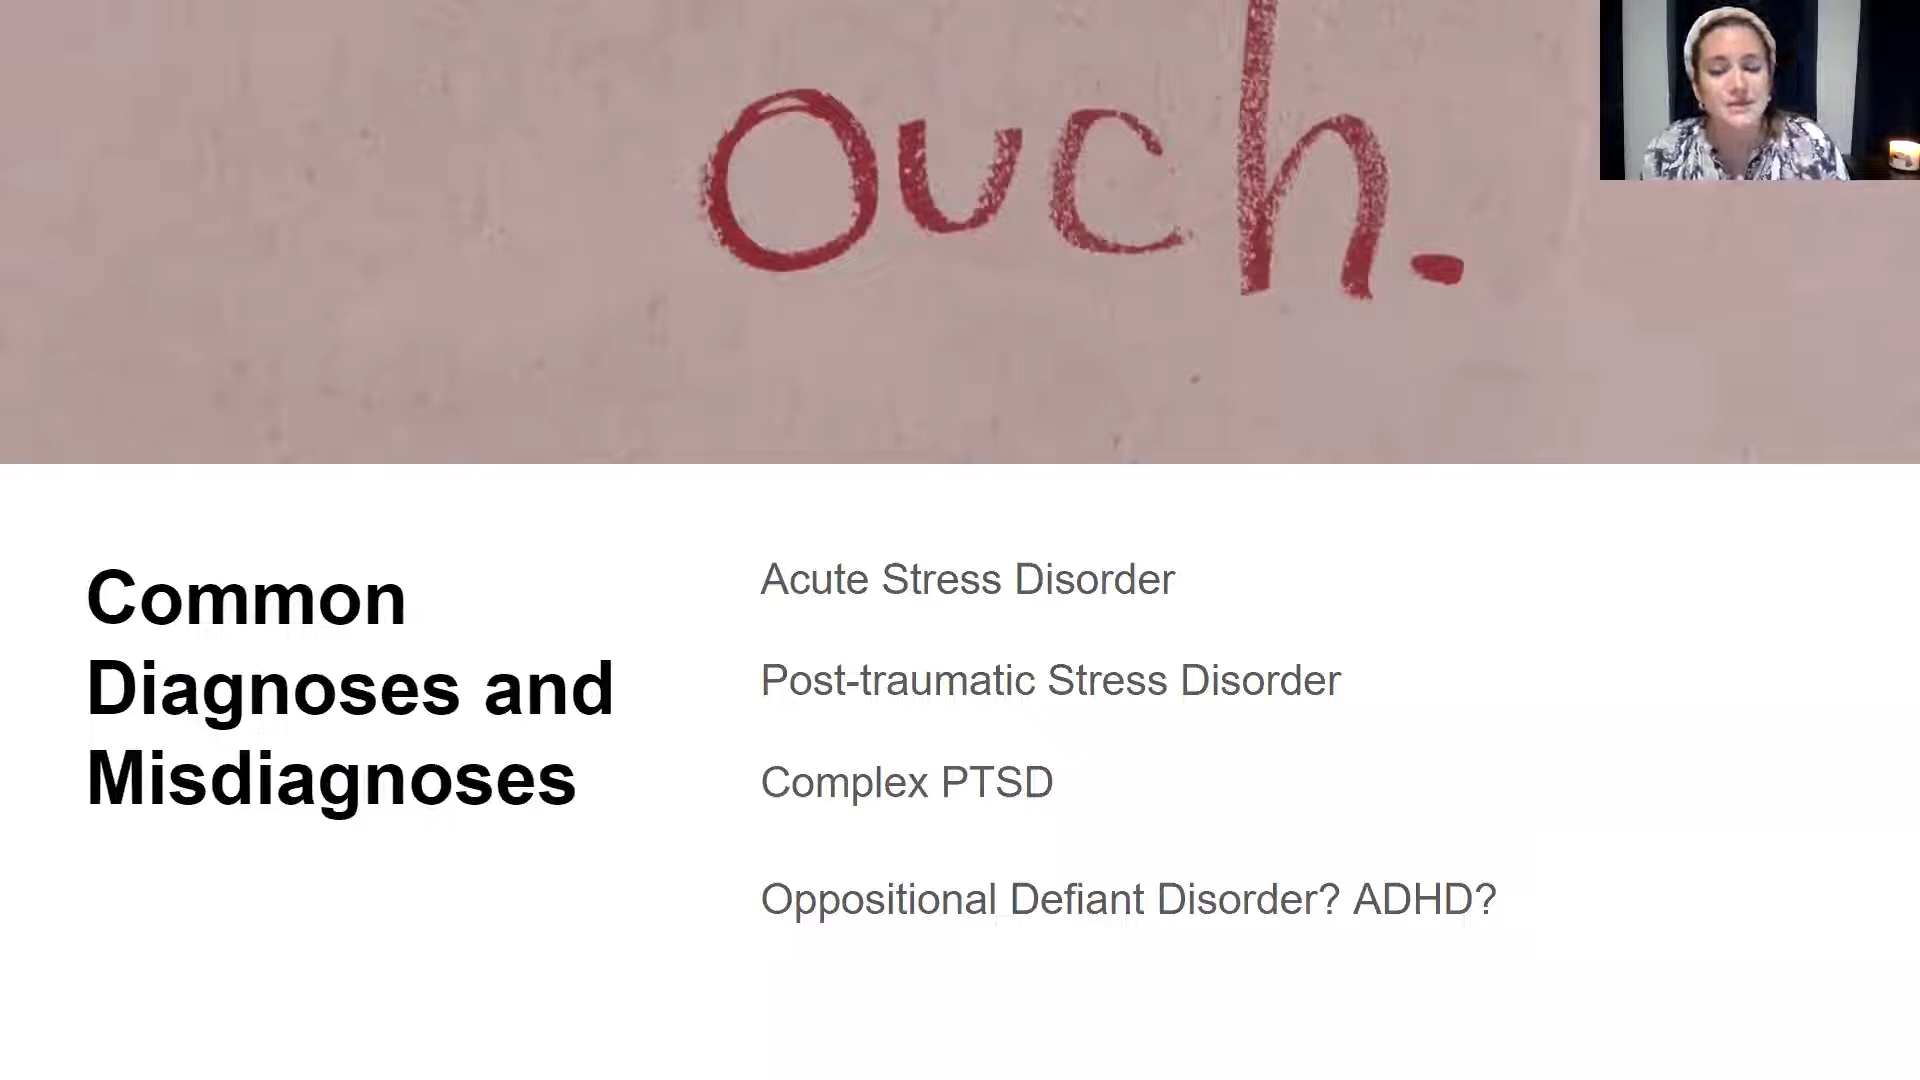 ouch.
Common
Diagnoses and
Misdiagnoses
Acute Stress Disorder
Post-traumatic Stress Disorder
Complex PTSD
Oppositional Defiant Disorder? ADHD?